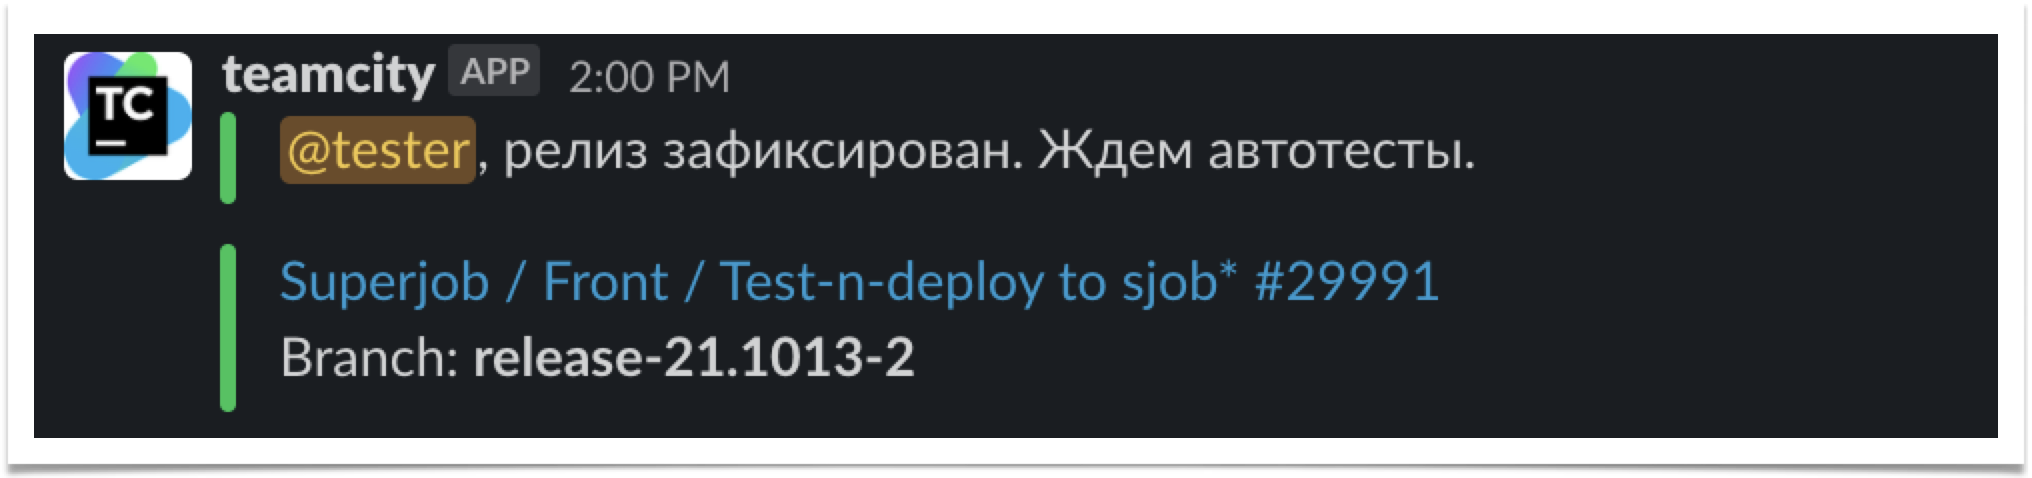 TC
teamcity APP 2:00 PM
@tester, релиз зафиксирован. Ждем автотесты.
Superjob / Front / Test-n-deploy to sjob* #29991
Branch: release-21.1013-2